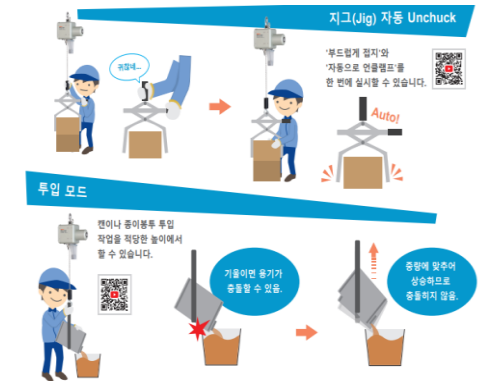 지그(Jig) 자동 Unchuck
귀찮네...
'부드럽게 접지'와
'자동으로 언클램프'를
한 번에 실시할 수 있습니다.
Auto!
투입 모드
캔이나 종이봉투 투입
작업을 적당한 높이에서
할 수 있습니다.
기울이면 용기가
충돌할 수 있음.
중량에 맞추어
상승하므로
충돌하지 않음.